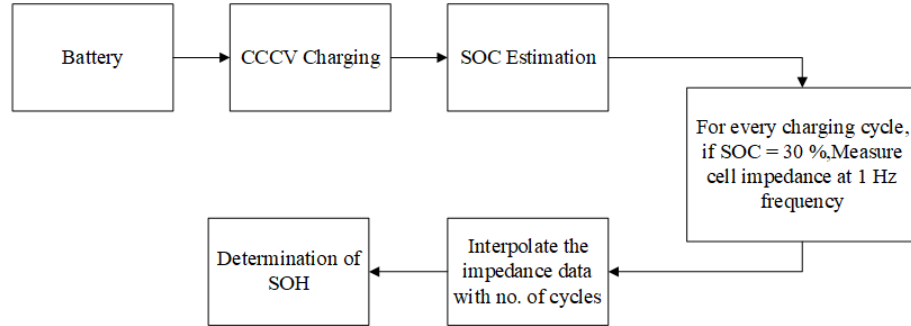 Battery
CCCV Charging
SOC Estimation
For every charging cycle,
if SOC = 30 %,Measure
cell impedance at 1 Hz
frequency
Interpolate the
impedance data
with no. of cycles
Determination of
SOH